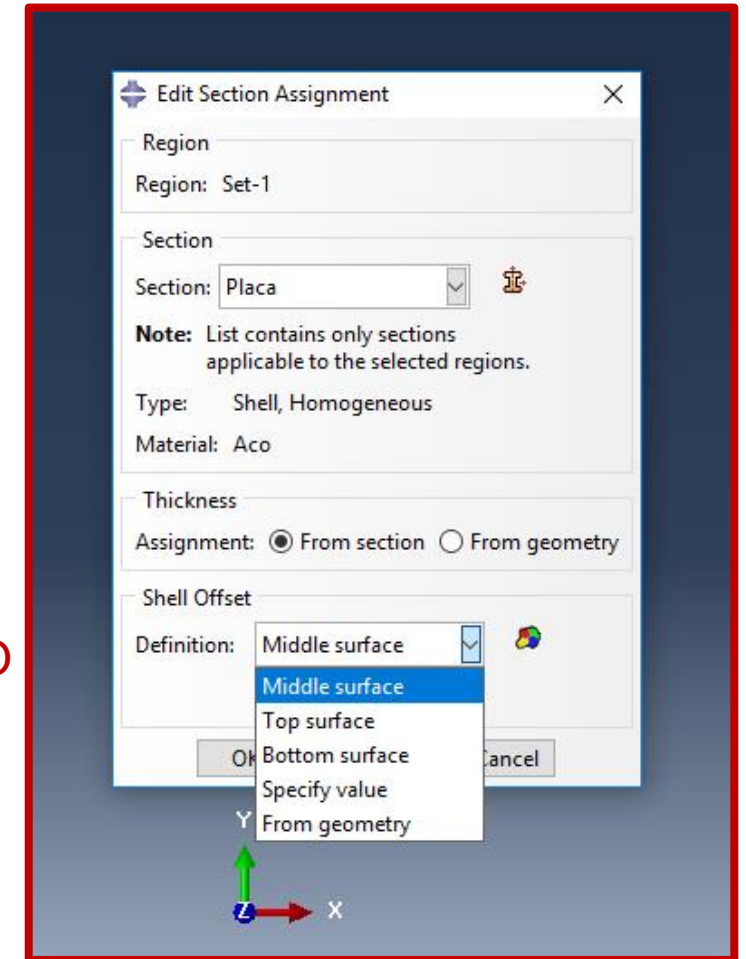 Edit Section Assignment
Region
Region: Set-1
Section
Section: Placa
Note: List contains only sections
applicable to the selected regions.
Type: Shell, Homogeneous
Material: Aco
Thickness
Assignment: From section From geometry
Shell Offset
Definition: Middle surface
Middle surface
Top surface
Bottom surface
Specify value
From geometry
Y
Z
X